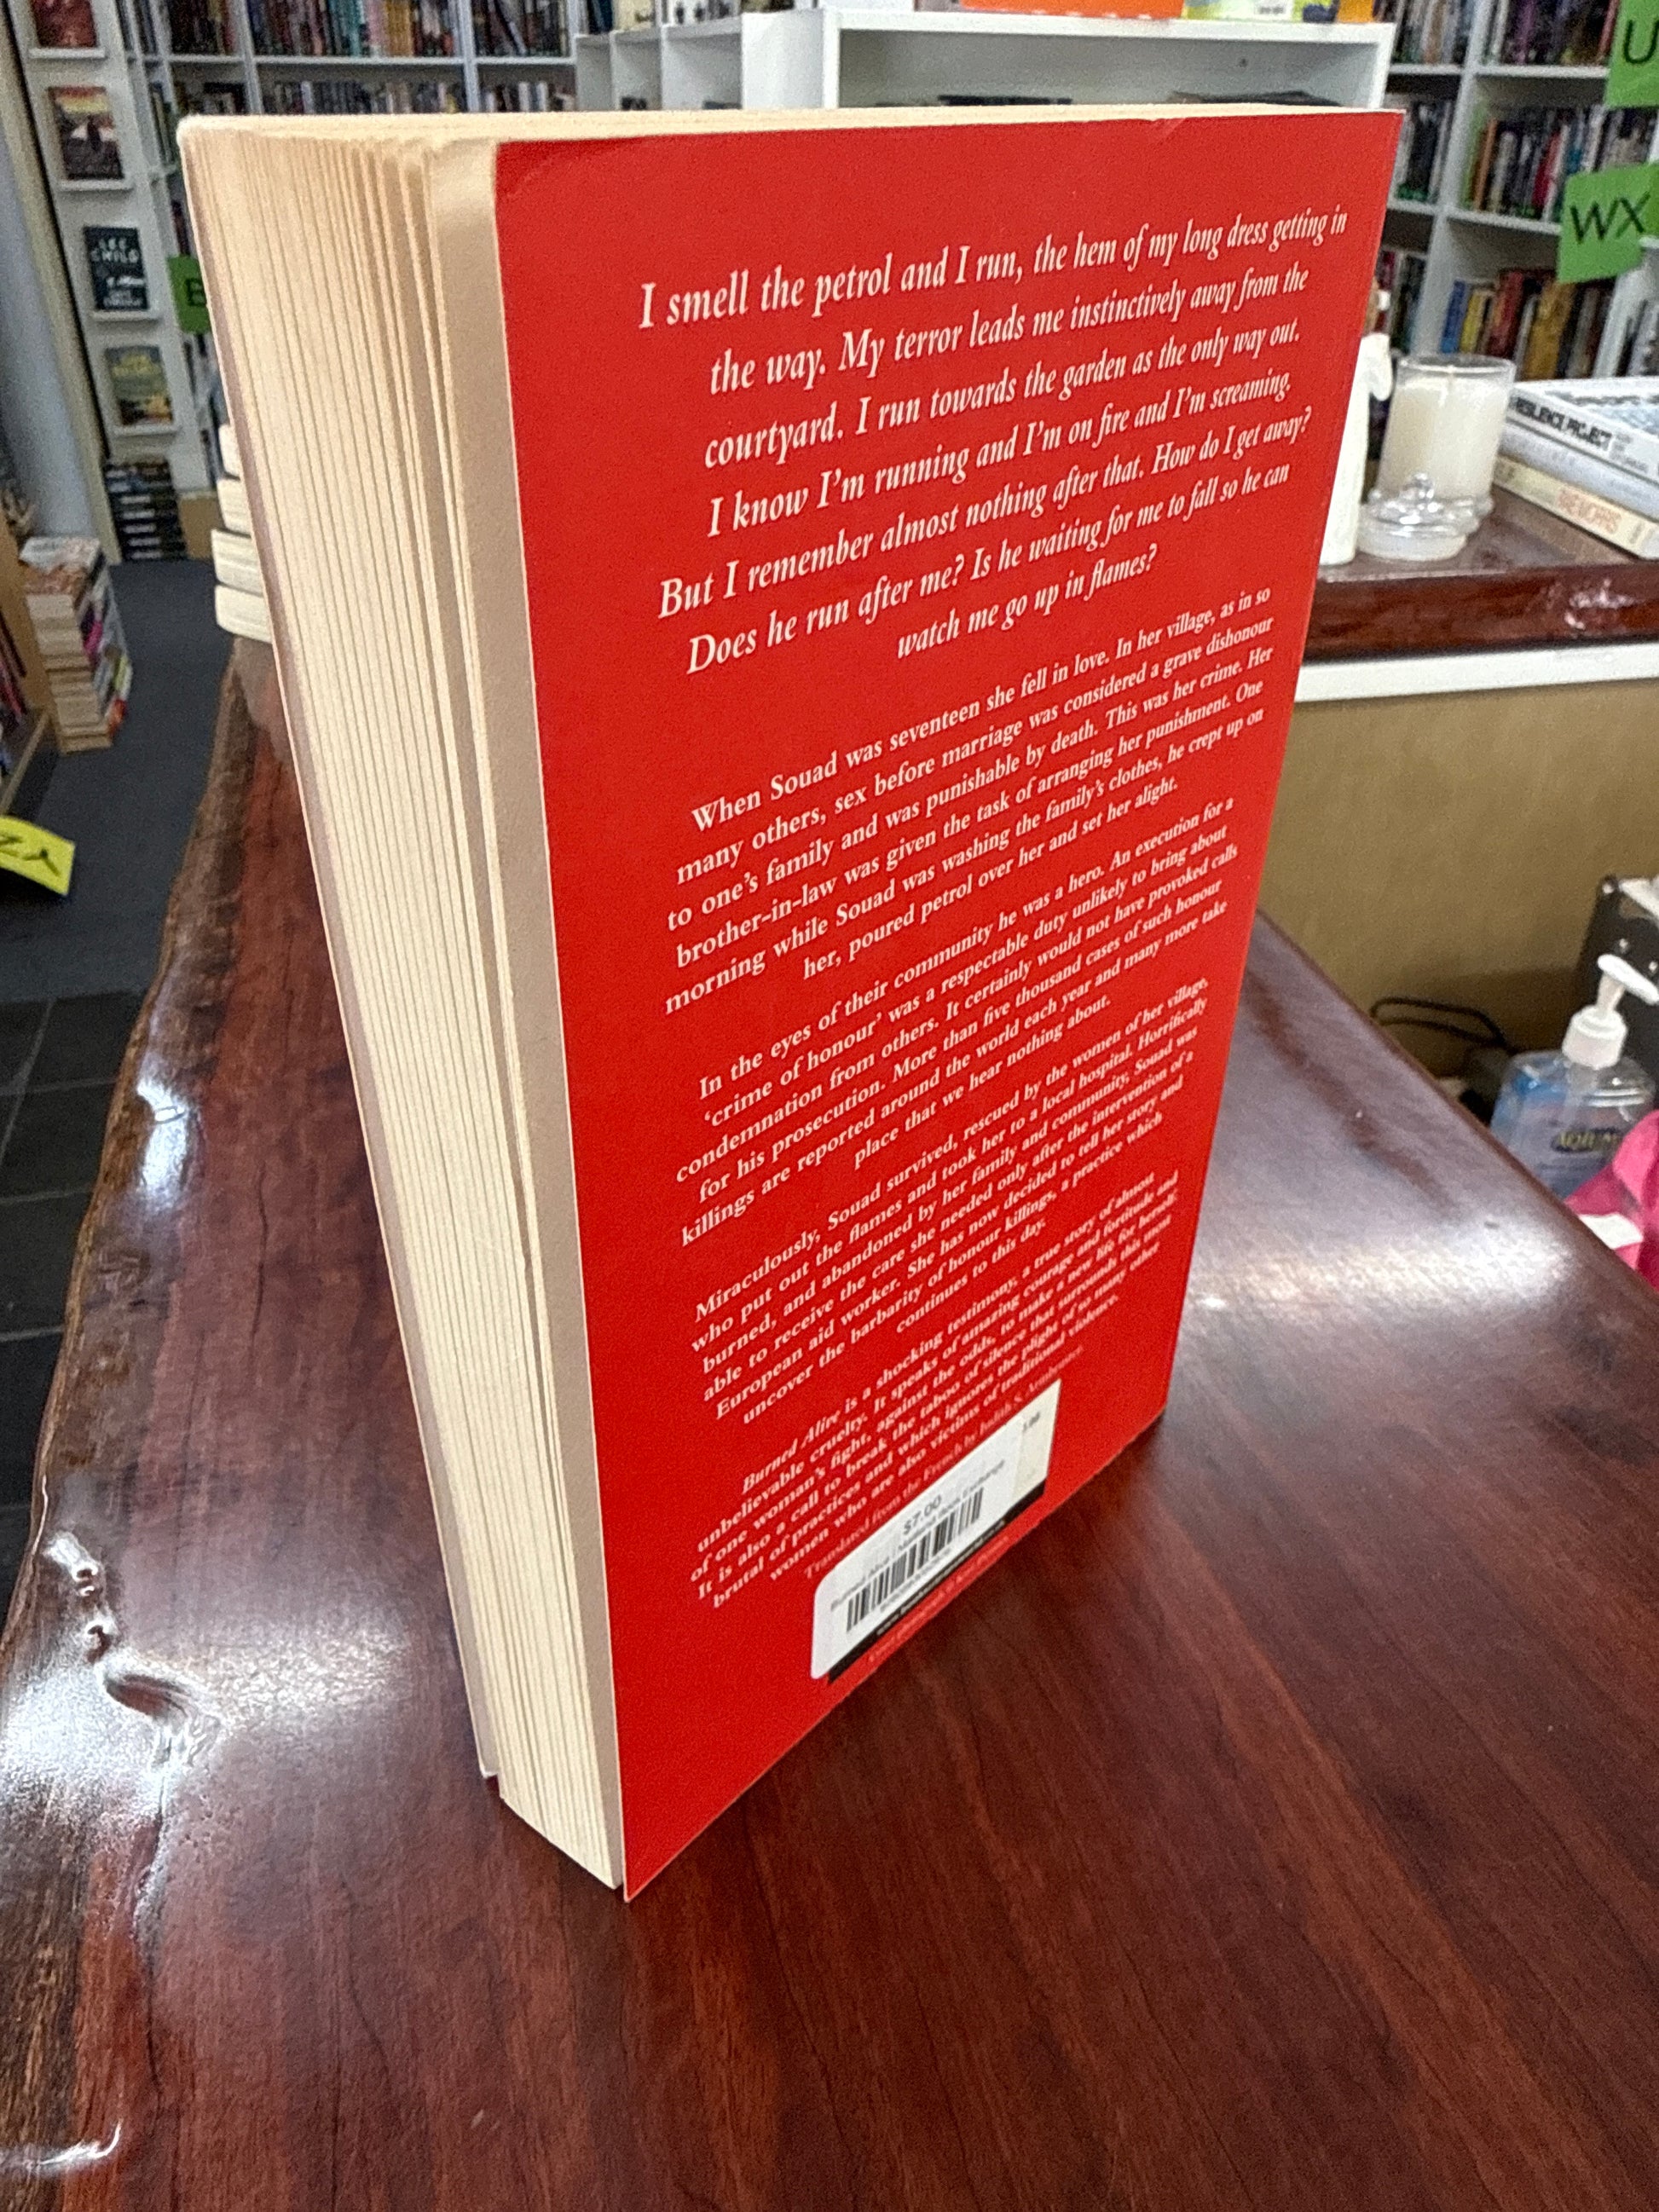 I smell the petrol and I run, the hem of my long dress getting in
the way. My terror leads me instinctively away from the
courtyard. I run towards the garden as the only way out.
I know I'm running and I'm on fire and I'm screaming.
But I remember almost nothing after that. How do I get away?
Does he run after me? Is he waiting for me to fall so he can
watch me go up in flames?
When Souad was seventeen she fell in love. In her village, as in so
many others, sex before marriage was considered a grave dishonour
to one's family and was punishable by death. This was her crime. Her
brother-in-law was given the task of arranging her punishment. One
morning while Souad was washing the family's clothes, he crept up on
her, poured petrol over her and set her alight.
In the eyes of their community he was a hero. An execution for a
'crime of honour' was a respectable duty unlikely to bring about
condemnation from others. It certainly would not have provoked calls
for his prosecution. More than five thousand cases of such honour
killings are reported around the world each year and many more take
place that we hear nothing about.
Miraculously, Souad survived, rescued by the women of her village,
who put out the flames and took her to a local hospital. Horrifically
burned, and abandoned by her family and community, Souad was
able to receive the care she needed only after the intervention of a
European aid worker. She has now decided to tell her story and
uncover the barbarity of honour killings, a practice which
continues to this day.
Burned Alive is a shocking testimony, a true story of almost
unbelievable cruelty. It speaks of amazing courage and fortitude and
of one woman's fight, against the odds, to make a new life for herself.
It is also a call to break the taboo of silence that surrounds this most
brutal of practices and which ignores the plight of so many other
women who are also victims of traditional violence.
Translated from the French by Judith S. Armbruster
$7.00
LEE
CHILD
U
WX
ZY
RESILIENCE PROJECT